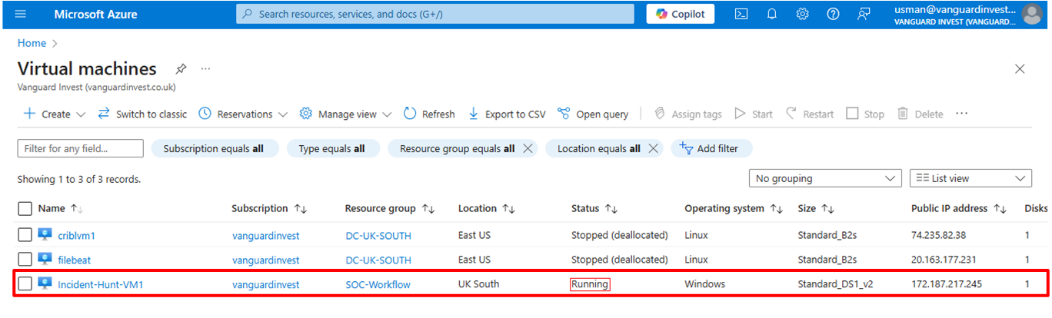 Microsoft Azure Search resources, services, and docs (G+/) Copilot usman@vanguardinvest...
VANGUARD INVEST (VANGUARD...
Home >
Virtual machines ...
Vanguard Invest (vanguardinvest.co.uk)
+ Create Switch to classic Reservations Manage view Refresh Export to CSV Open query Assign tags Start Restart Stop Delete ...
Filter for any field... Subscription equals all Type equals all Resource group equals all Location equals all Add filter
Showing 1 to 3 of 3 records. No grouping List view
Name Subscription Resource group Location Status Operating system Size Public IP address Disks
criblvm1 vanguardinvest DC-UK-SOUTH East US Stopped (deallocated) Linux Standard_B2s 74.235.82.38 1
filebeat vanguardinvest DC-UK-SOUTH East US Stopped (deallocated) Linux Standard_B2s 20.163.177.231 1
Incident-Hunt-VM1 vanguardinvest SOC-Workflow UK South Running Windows Standard_DS1_v2 172.187.217.245 1